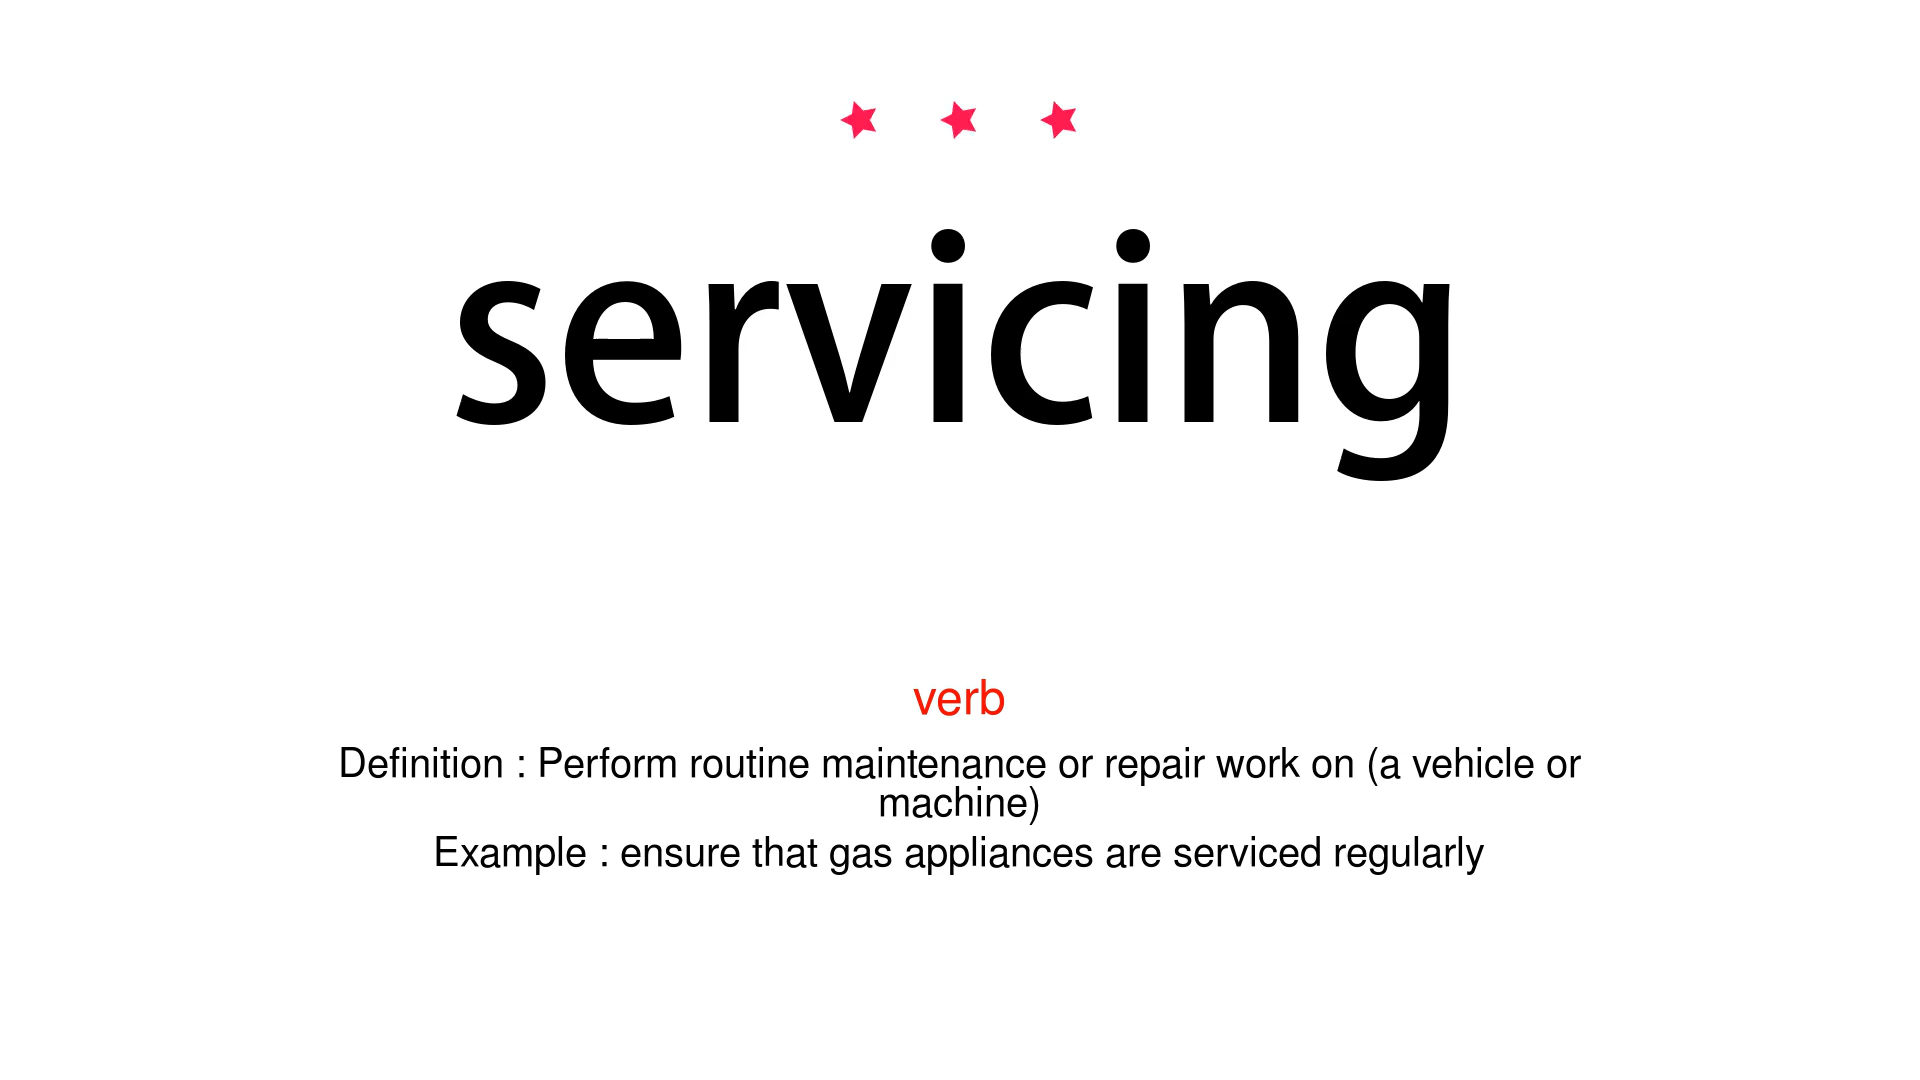 servicing
verb
Definition : Perform routine maintenance or repair work on (a vehicle or
machine)
Example : ensure that gas appliances are serviced regularly